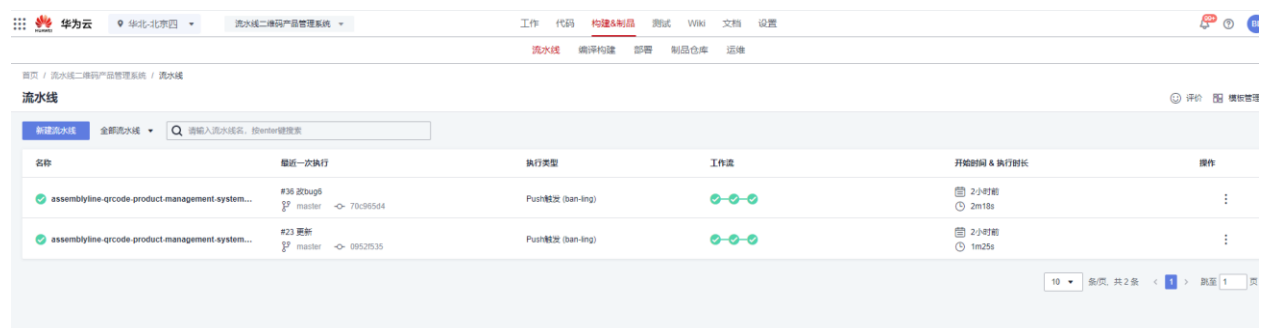 HUAWEI 华为云 华北-北京四 流水线二维码产品管理系统 工作 代码 构建&制品 测试 Wiki 文档 设置 99+
流水线 编译构建 部署 制品仓库 运维
首页 / 流水线二维码产品管理系统 / 流水线
流水线 评价 模板管理
新建流水线 全部流水线 请输入流水线名，按enter键搜索
名称 最近一次执行 执行类型 工作流 开始时间 & 执行时长 操作
assemblyline-qrcode-product-management-system... #36 改bug6 Push触发 (ban-ling) 2小时前
master 70c965d4 2m18s
assemblyline-qrcode-product-management-system... #23 更新 Push触发 (ban-ling) 2小时前
master 0952f535 1m25s
10 条/页, 共 2 条 < 1 > 跳至 1 页